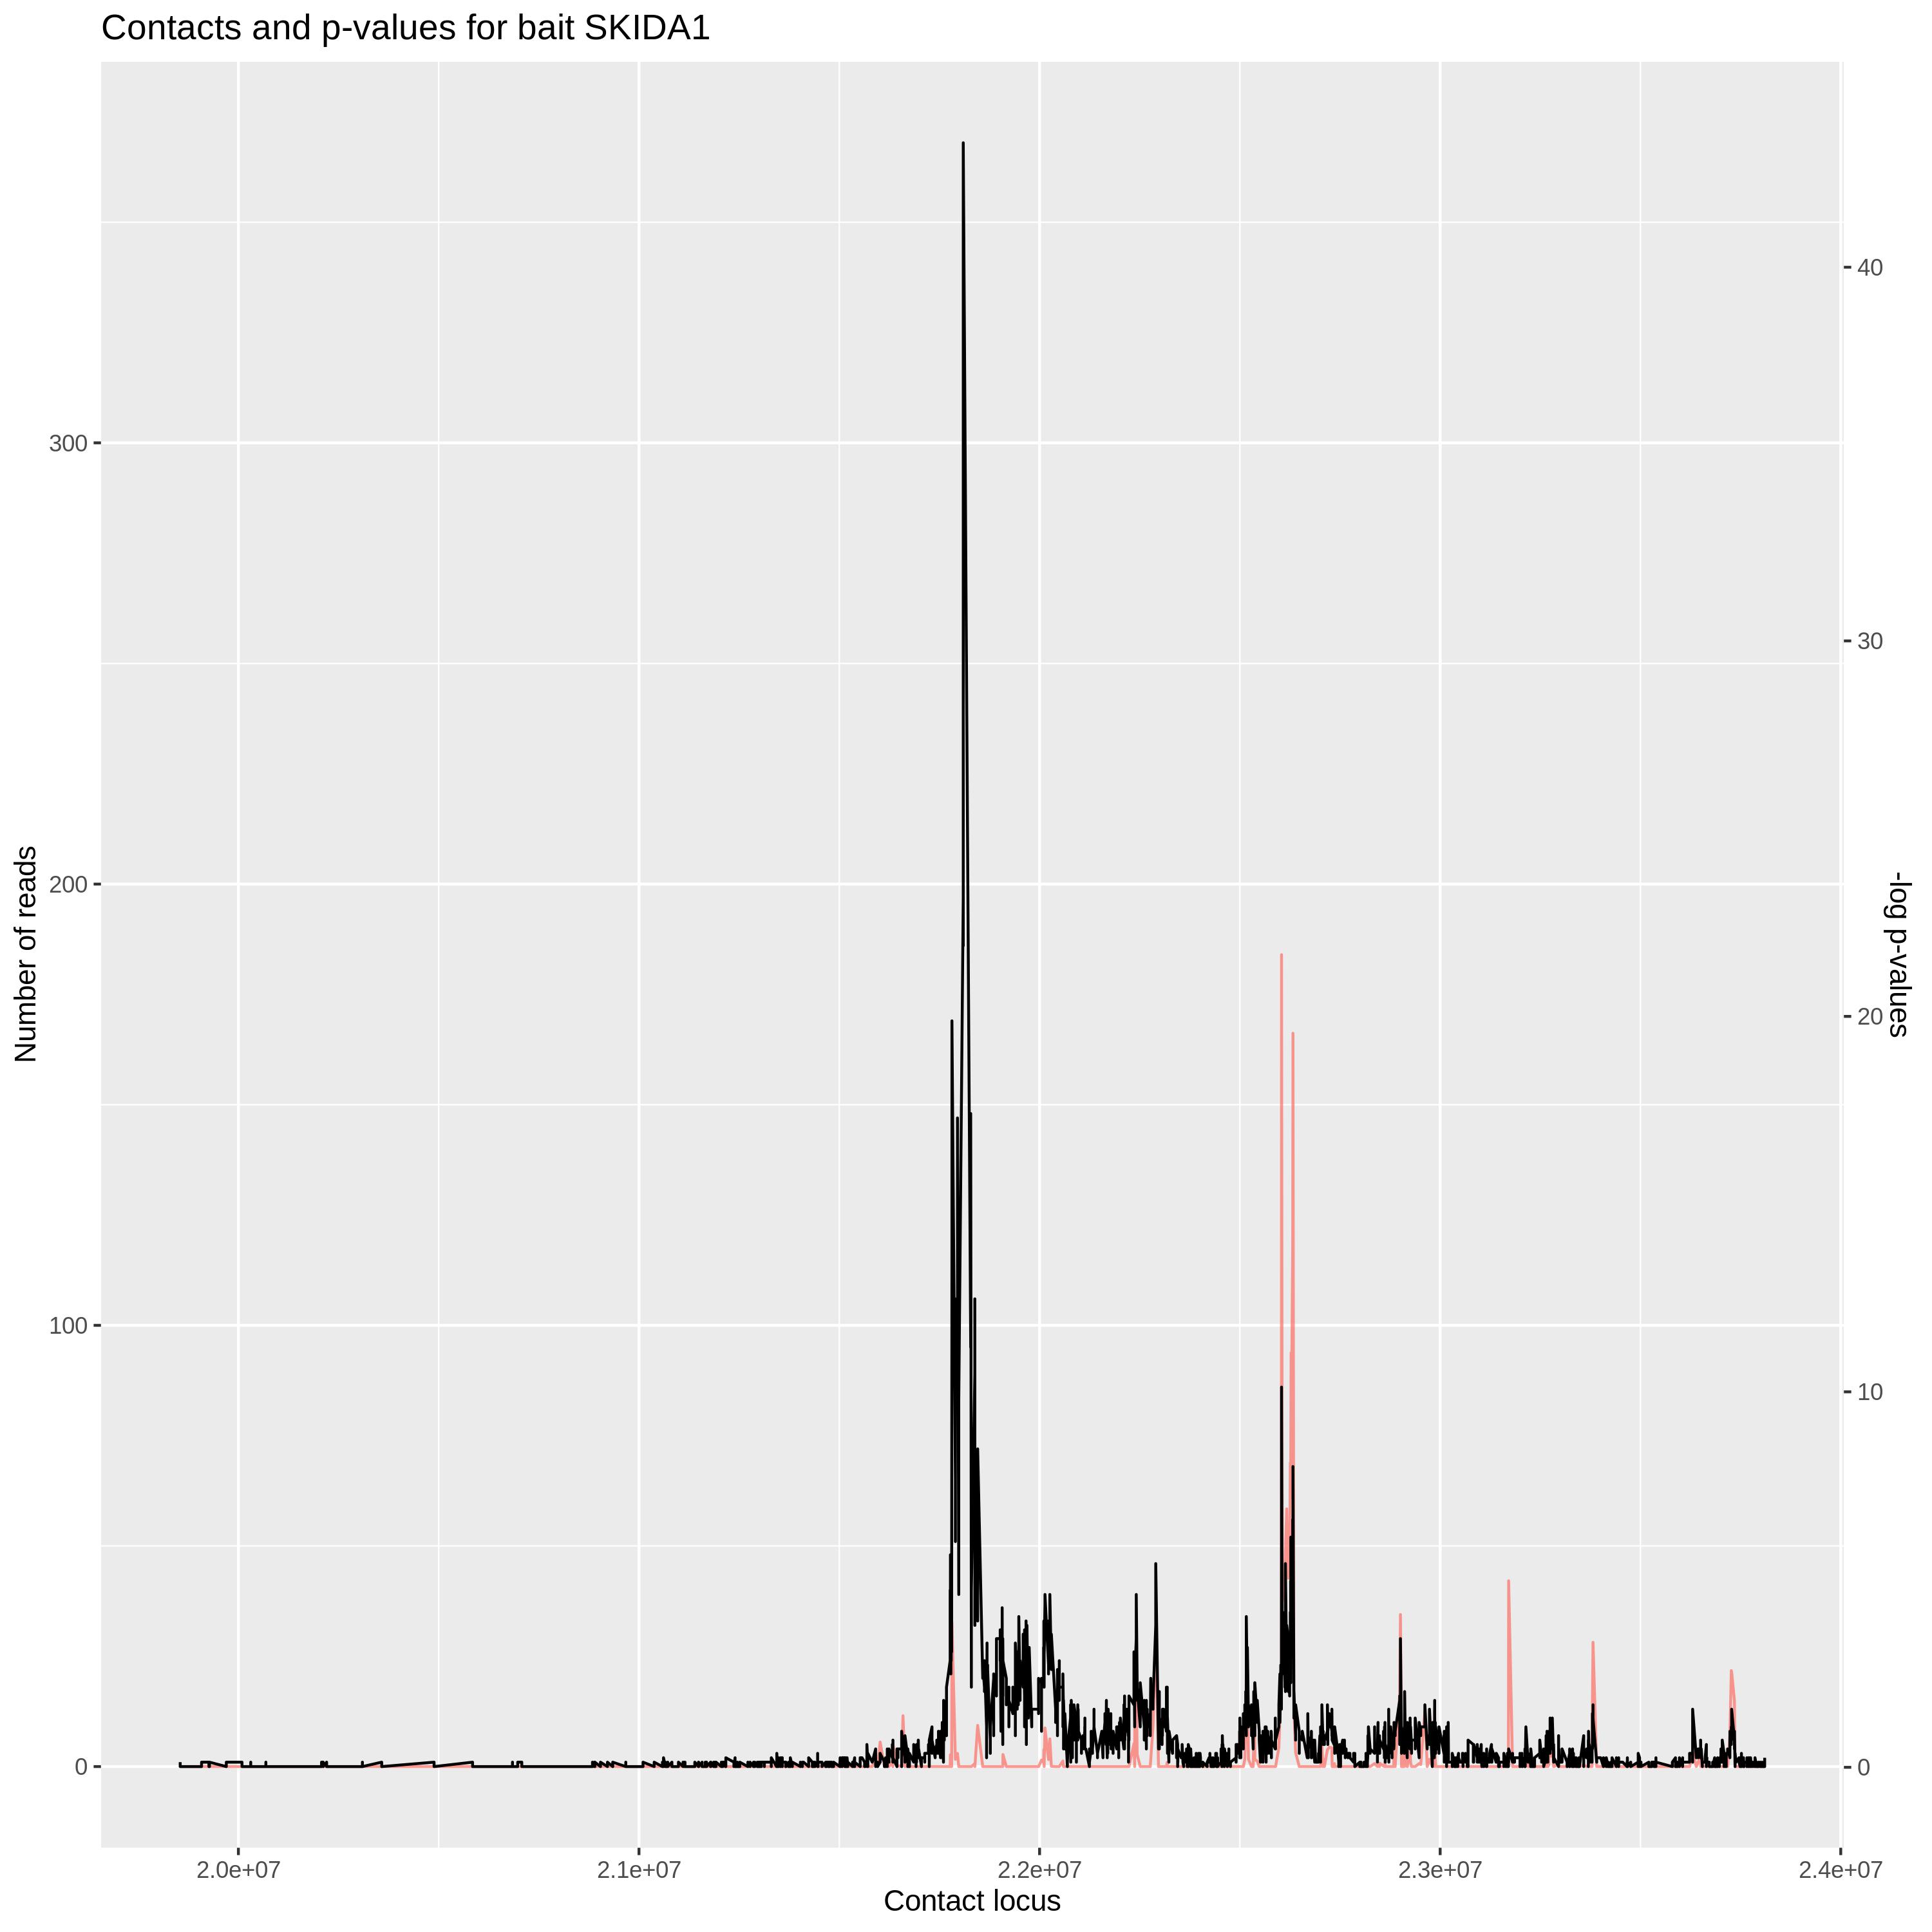 Contacts and p-values for bait SKIDA1
Number of reads
300
200
100
0
40
30
20
10
0
-log p-values
2.0e+07 2.1e+07 2.2e+07 2.3e+07 2.4e+07
Contact locus